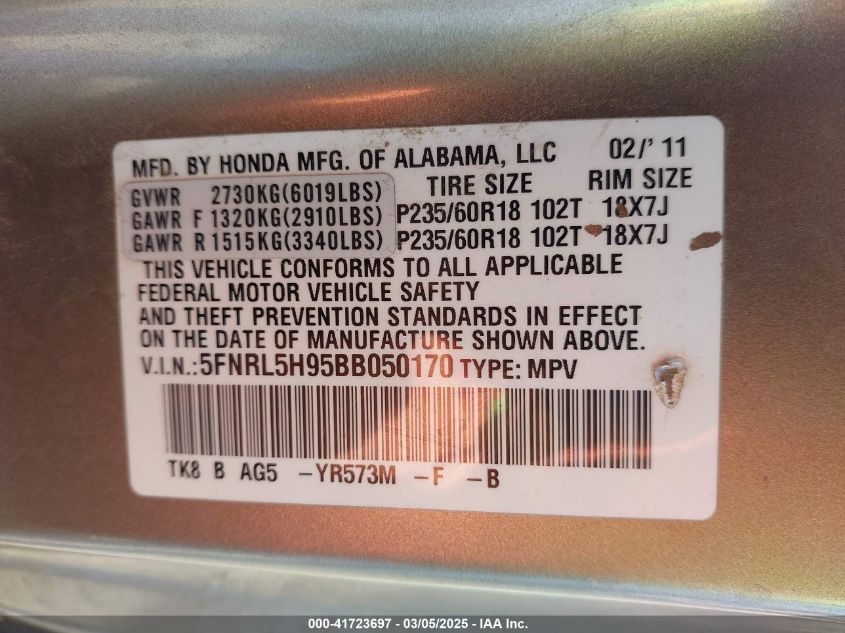 MFD. BY HONDA MFG. OF ALABAMA, LLC 02/' 11
GVWR 2730KG(6019LBS) TIRE SIZE RIM SIZE
GAWR F 1320KG(2910LBS) P235/60R18 102T 18X7J
GAWR R 1515KG(3340LBS) P235/60R18 102T 18X7J
THIS VEHICLE CONFORMS TO ALL APPLICABLE
FEDERAL MOTOR VEHICLE SAFETY
AND THEFT PREVENTION STANDARDS IN EFFECT
ON THE DATE OF MANUFACTURE SHOWN ABOVE.
V.I.N.:5FNRL5H95BB050170 TYPE: MPV
TK8 B AG5 -YR573M -F -B
000-41723697 - 03/05/2025 - IAA Inc.